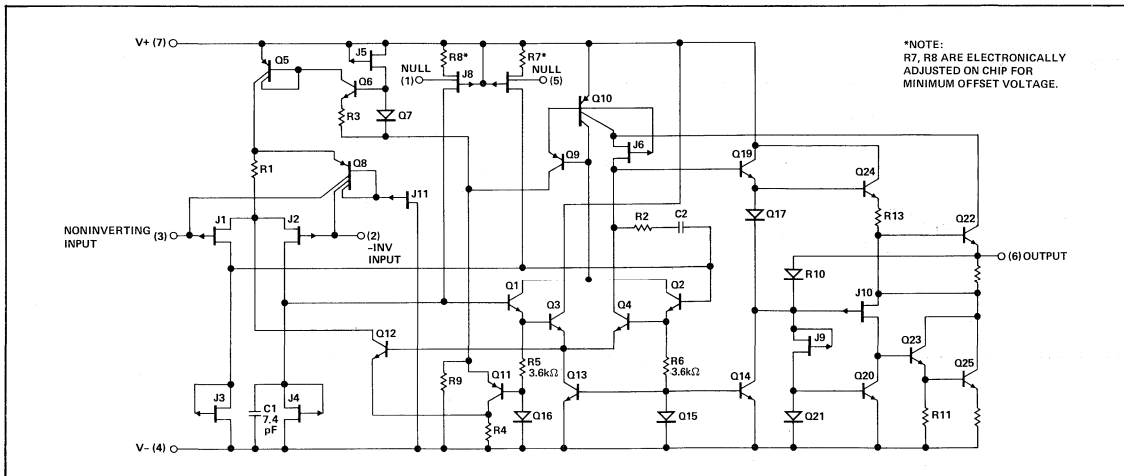 V+ (7)
Q5
J5
Q6
R3
Q7
R8*
NULL
(1)
J8
R7*
NULL
(5)
*NOTE:
R7, R8 ARE ELECTRONICALLY
ADJUSTED ON CHIP FOR
MINIMUM OFFSET VOLTAGE.
Q10
J6
Q9
Q19
Q24
R1
Q8
J11
R13
Q22
Q17
R2
C2
NONINVERTING
INPUT
(3)
J1
J2
(2)
–INV
INPUT
(6) OUTPUT
R10
J10
Q1
Q2
Q3
Q4
J9
Q23
Q12
Q25
R5
3.6kΩ
R6
3.6kΩ
Q11
R9
Q13
Q14
Q20
J3
C1
7.4
pF
J4
R4
Q16
Q15
Q21
R11
V– (4)